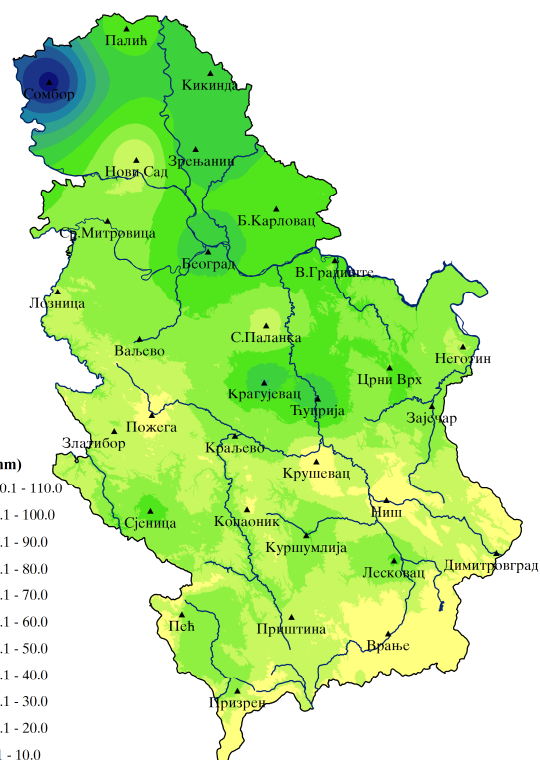 Палић
Кикинда
Сомбор
Зрењанин
Нови Сад
Б.Карловац
Ср.Митровица
Београд
В.Градиште
Лозница
С.Паланка
Ваљево
Неготин
Црни Врх
Крагујевац
Ћуприја
Зајечар
Пожега
Златибор
Краљево
Крушевац
Ниш
Сјеница
Копаоник
Куршумлија
Димитровград
Лесковац
Пећ
Приштина
Врање
Призрен
m)
0.1 - 110.0
.1 - 100.0
.1 - 90.0
.1 - 80.0
.1 - 70.0
.1 - 60.0
.1 - 50.0
.1 - 40.0
.1 - 30.0
.1 - 20.0
1 - 10.0